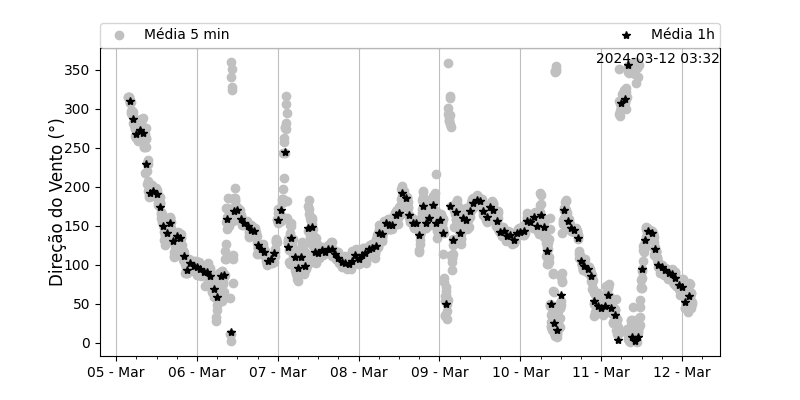 Média 5 min
Média 1h
2024-03-12 03:32
Direção do Vento (°)
350
300
250
200
150
100
50
0
05 - Mar
06 - Mar
07 - Mar
08 - Mar
09 - Mar
10 - Mar
11 - Mar
12 - Mar